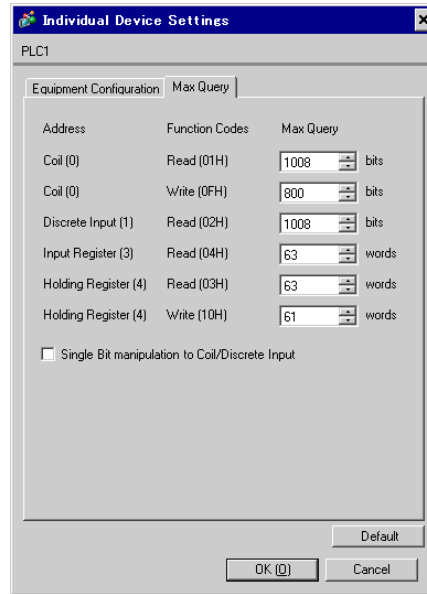 Individual Device Settings
PLC1
Equipment Configuration Max Query
Address Function Codes Max Query
Coil (0) Read (01H) 1008 bits
Coil (0) Write (0FH) 800 bits
Discrete Input (1) Read (02H) 1008 bits
Input Register (3) Read (04H) 63 words
Holding Register (4) Read (03H) 63 words
Holding Register (4) Write (10H) 61 words
Single Bit manipulation to Coil/Discrete Input
Default
OK (O) Cancel